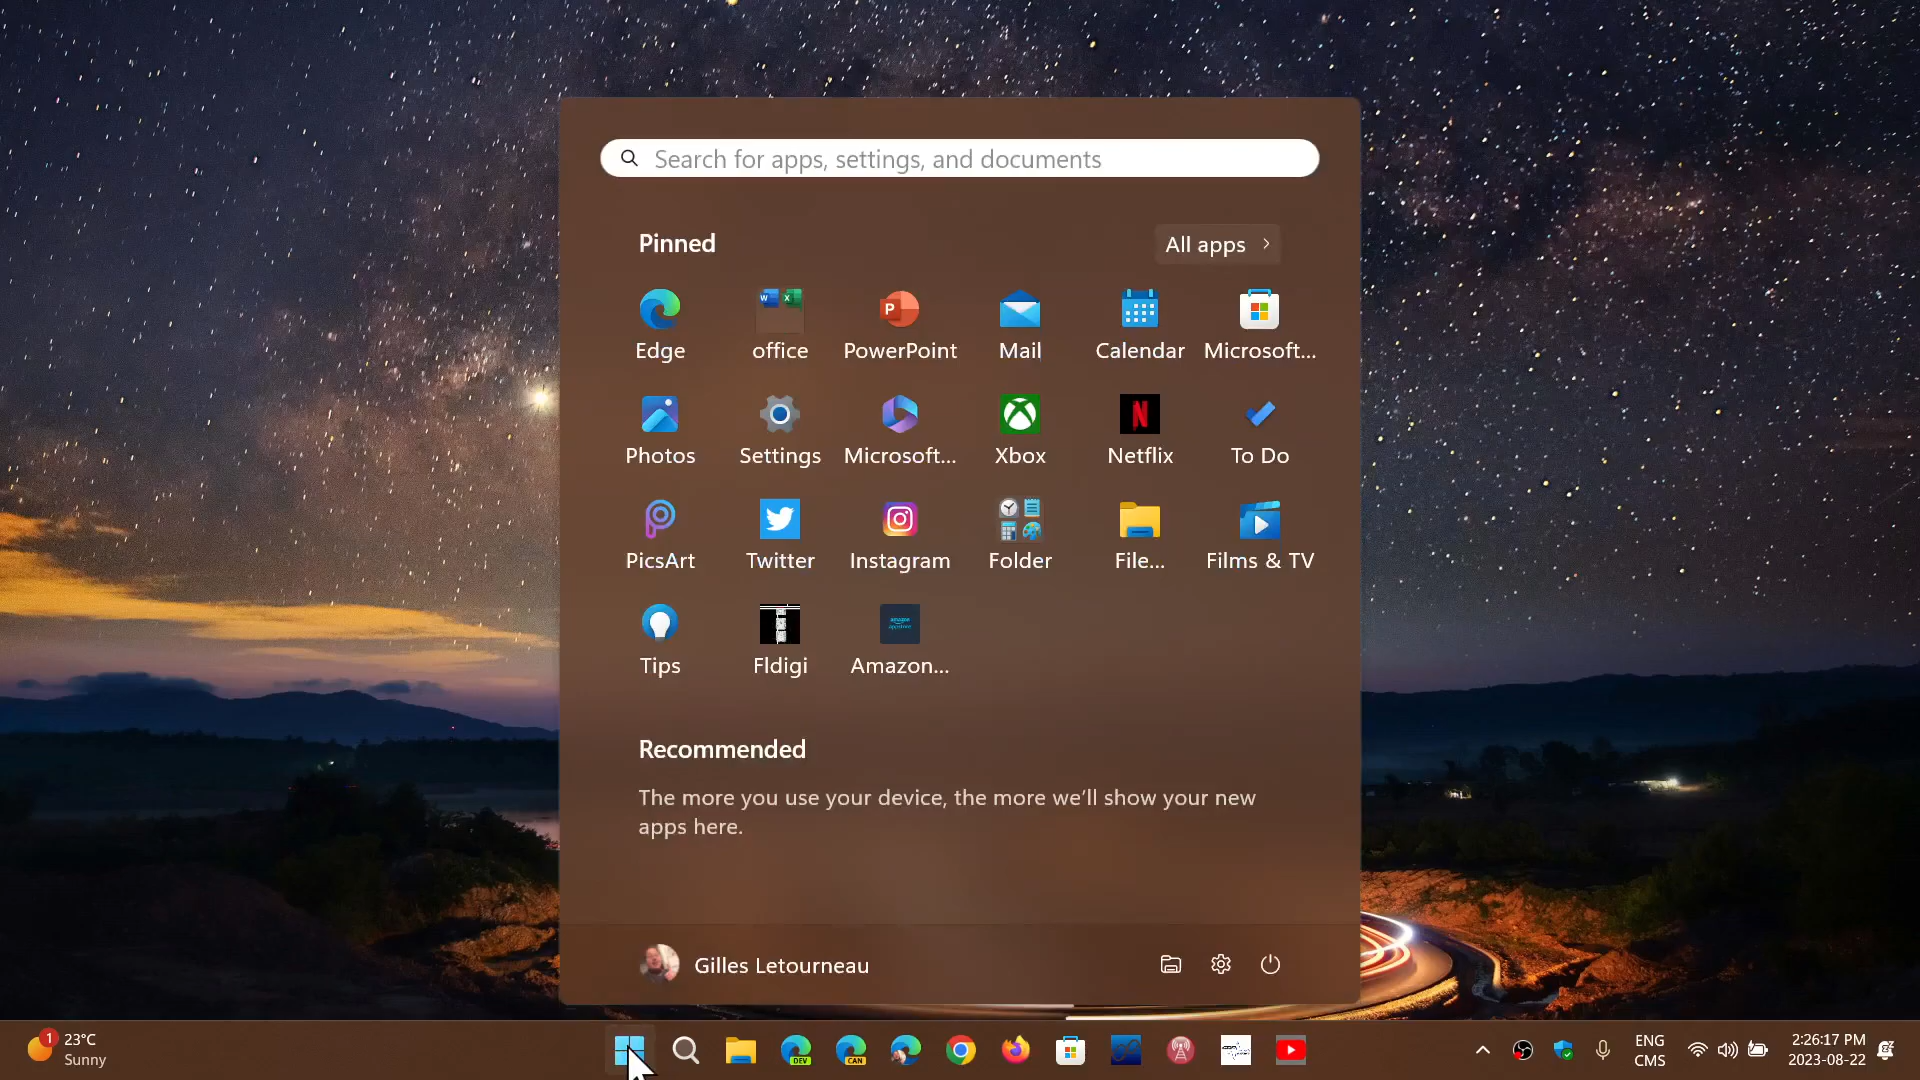 Search for apps, settings, and documents
Pinned
All apps
Edge
office
PowerPoint
Mail
Calendar
Microsoft...
Photos
Settings
Microsoft...
Xbox
Netflix
To Do
PicsArt
Twitter
Instagram
Folder
File...
Films & TV
Tips
Fldigi
Amazon...
Recommended
The more you use your device, the more we’ll show your new
apps here.
Gilles Letourneau
1
23°C
Sunny
DEV
CAN
ENG
CMS
2:26:17 PM
2023-08-22